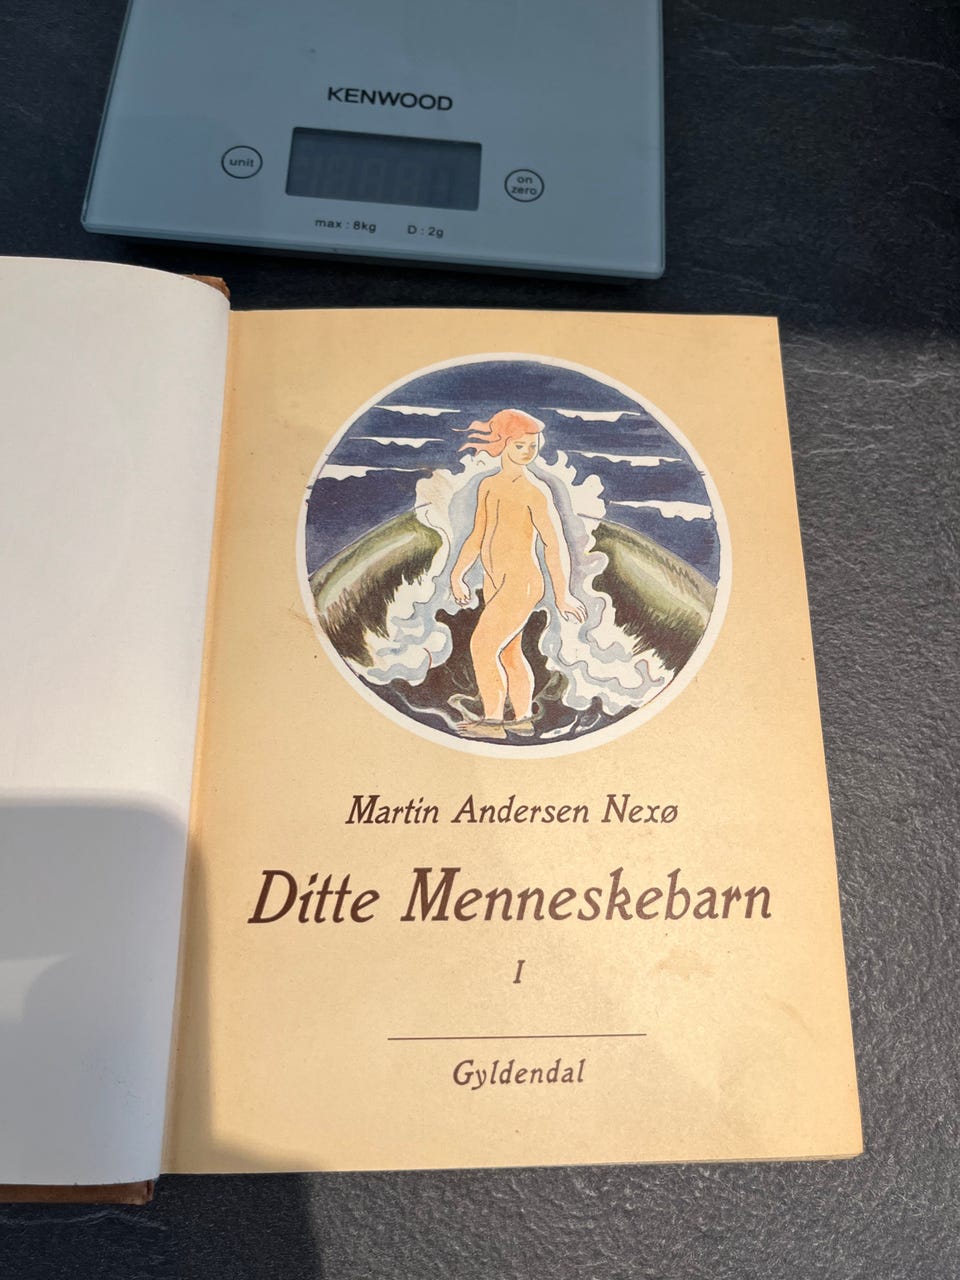 KENWOOD
unit
on
zero
max : 8kg D : 2g
Martin Andersen Nexø
Ditte Menneskebarn
I
Gyldendal